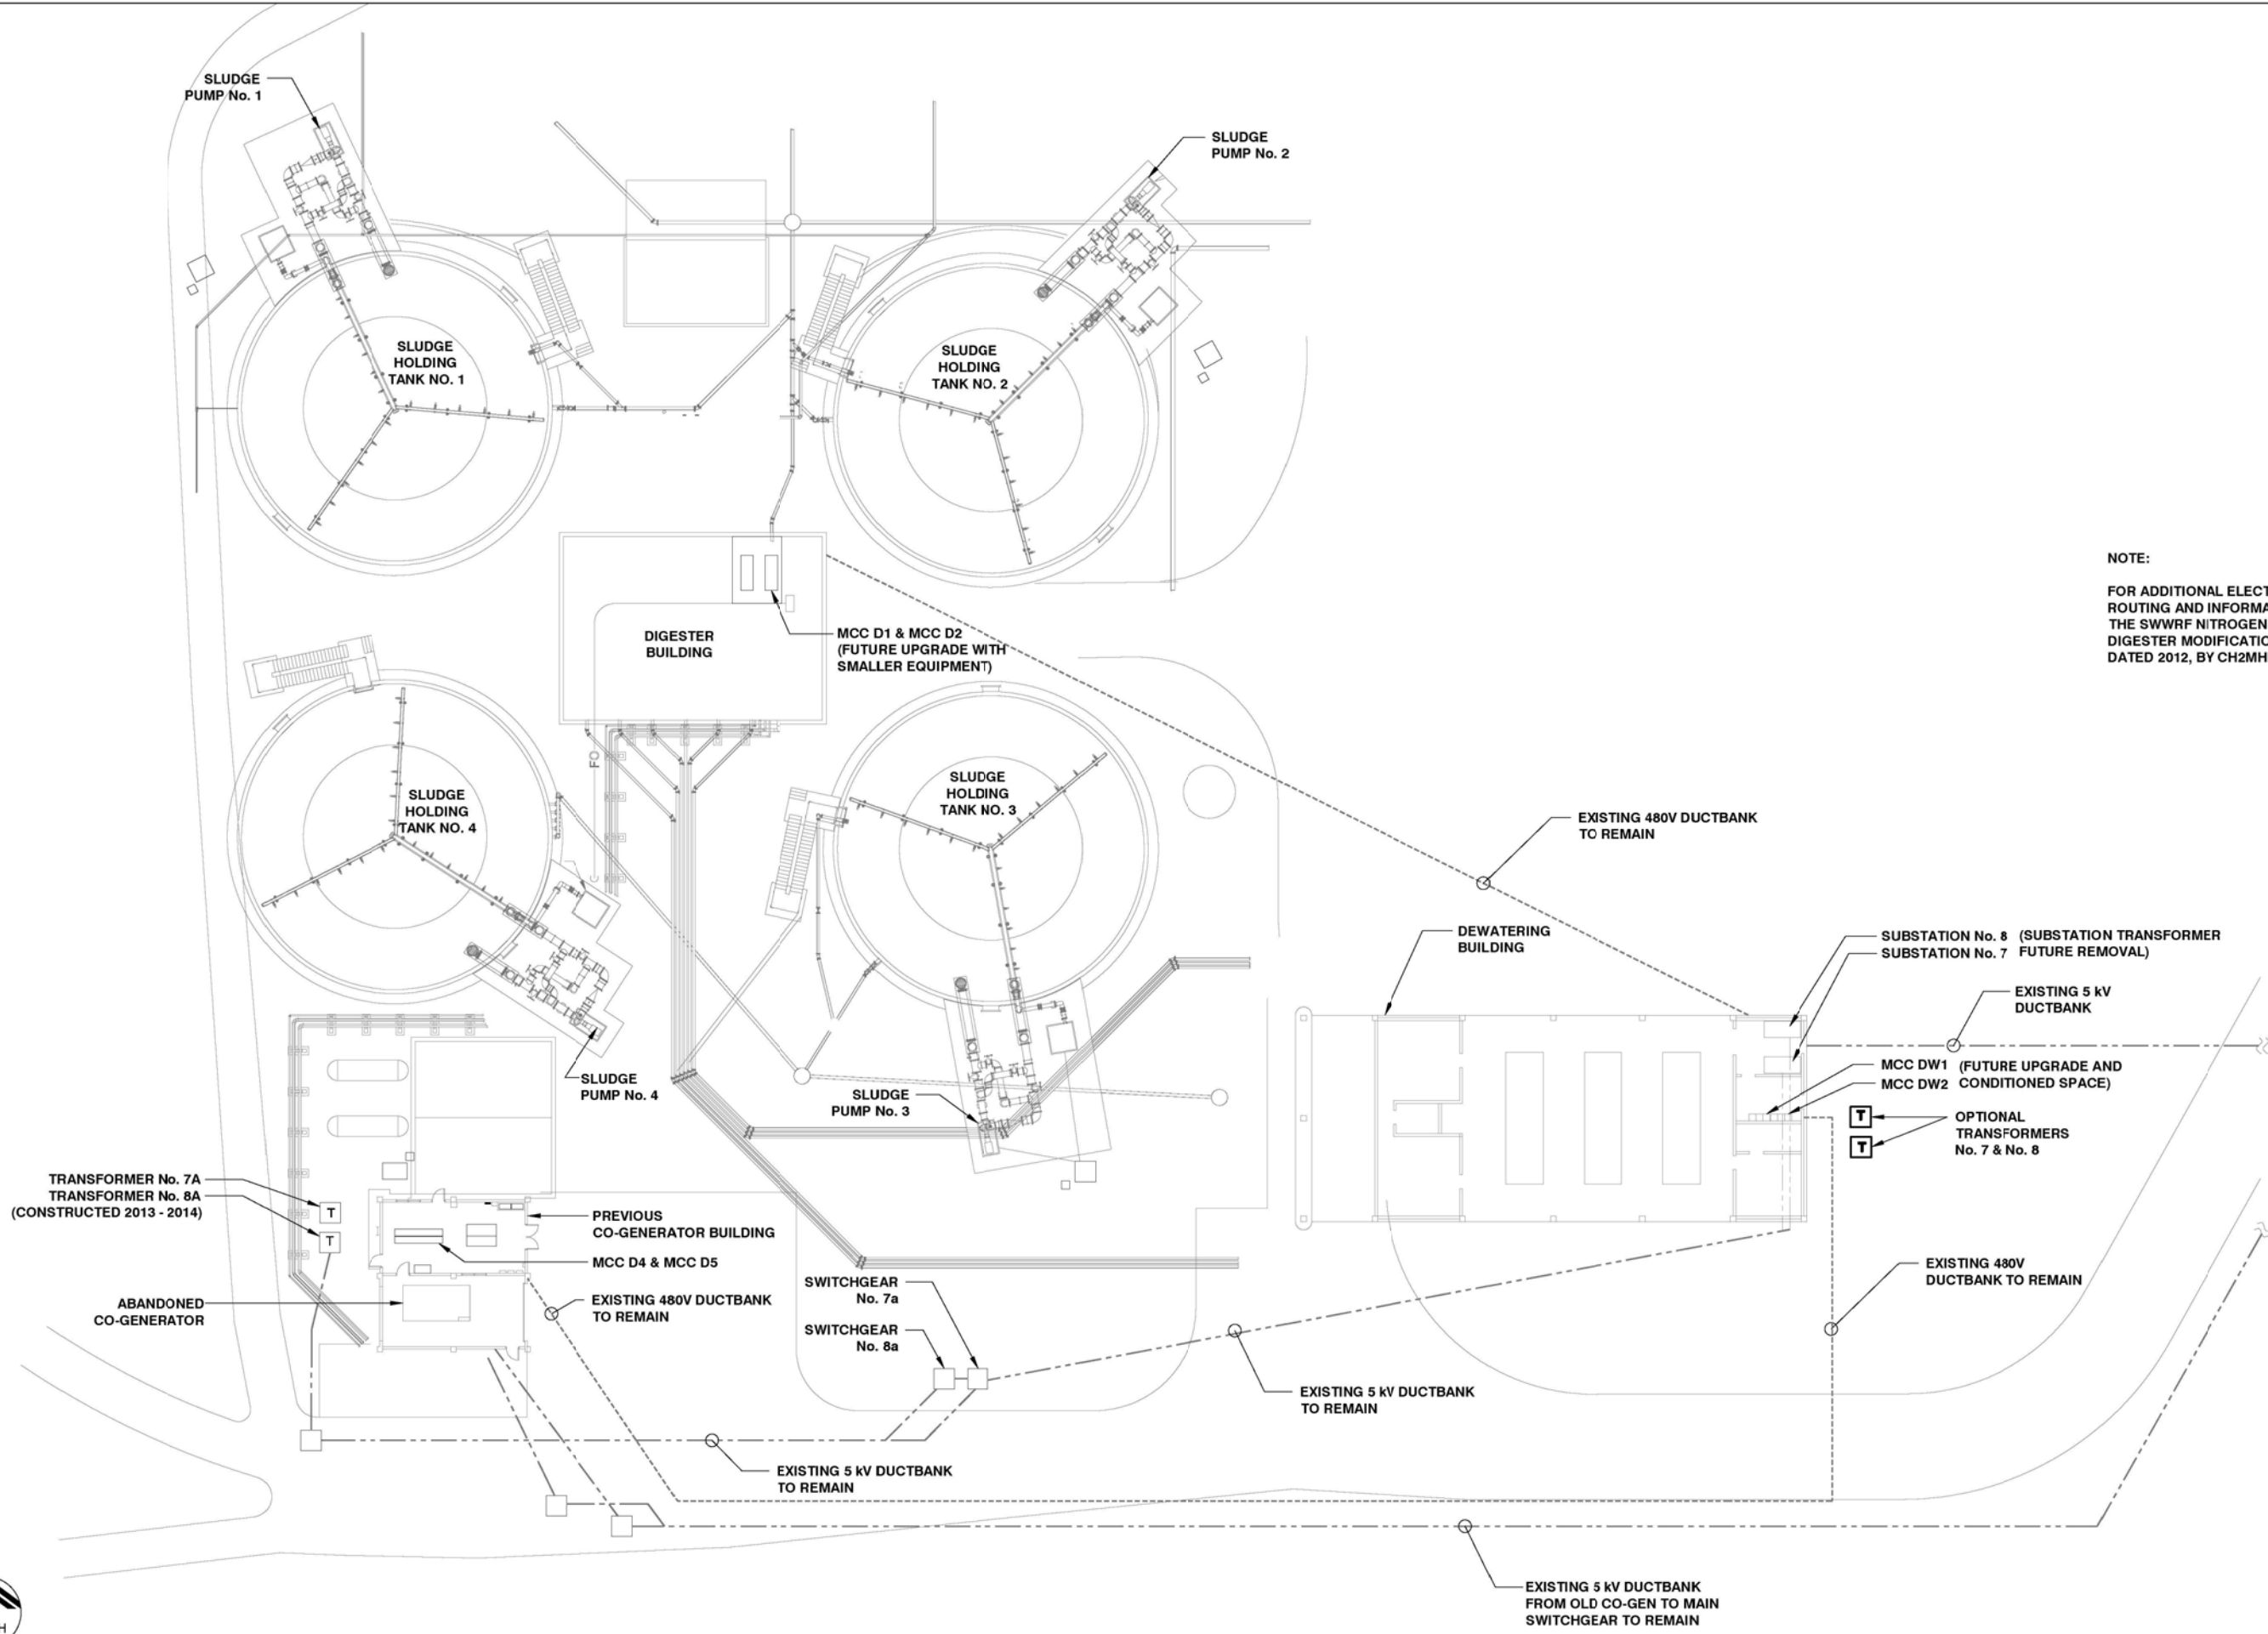 SLUDGE
PUMP No. 1
SLUDGE
PUMP No. 2
SLUDGE
HOLDING
TANK NO. 1
SLUDGE
HOLDING
TANK NO. 2
NOTE:
FOR ADDITIONAL ELECT
ROUTING AND INFORMA
THE SWWRF NITROGEN
DIGESTER MODIFICATIO
DATED 2012, BY CH2MH
DIGESTER
BUILDING
MCC D1 & MCC D2
(FUTURE UPGRADE WITH
SMALLER EQUIPMENT)
FO
SLUDGE
HOLDING
TANK NO. 4
SLUDGE
HOLDING
TANK NO. 3
EXISTING 480V DUCTBANK
TO REMAIN
DEWATERING
BUILDING
SUBSTATION No. 8 (SUBSTATION TRANSFORMER
SUBSTATION No. 7 FUTURE REMOVAL)
EXISTING 5 kV
DUCTBANK
MCC DW1 (FUTURE UPGRADE AND
MCC DW2 CONDITIONED SPACE)
T
T
OPTIONAL
TRANSFORMERS
No. 7 & No. 8
SLUDGE
PUMP No. 4
SLUDGE
PUMP No. 3
TRANSFORMER No. 7A
TRANSFORMER No. 8A
(CONSTRUCTED 2013 - 2014)
T
T
PREVIOUS
CO-GENERATOR BUILDING
MCC D4 & MCC D5
ABANDONED
CO-GENERATOR
EXISTING 480V DUCTBANK
TO REMAIN
SWITCHGEAR
No. 7a
SWITCHGEAR
No. 8a
EXISTING 480V
DUCTBANK TO REMAIN
EXISTING 5 kV DUCTBANK
TO REMAIN
EXISTING 5 kV DUCTBANK
TO REMAIN
EXISTING 5 kV DUCTBANK
FROM OLD CO-GEN TO MAIN
SWITCHGEAR TO REMAIN
H